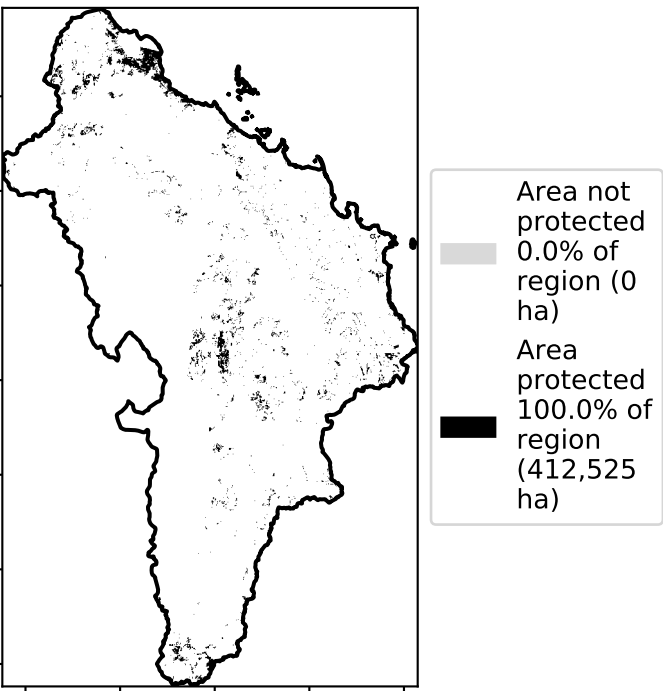 Area not
protected
0.0% of
region (0
ha)
Area
protected
100.0% of
region
(412,525
ha)